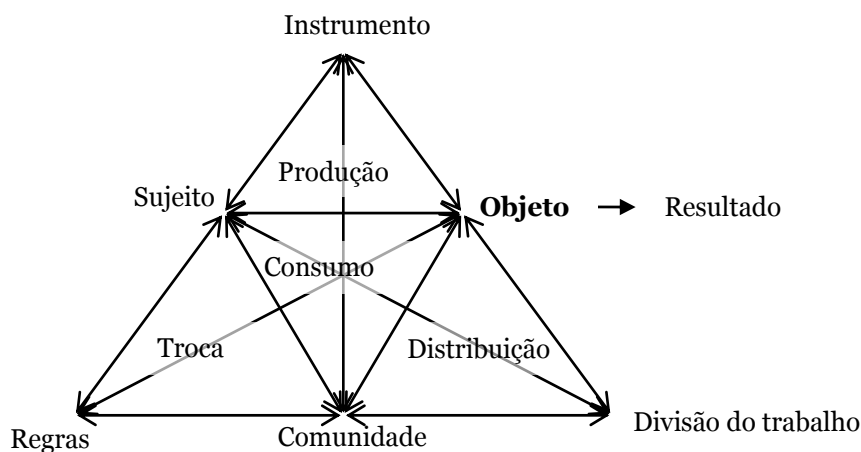 Instrumento
Produção
Sujeito
Objeto
Resultado
Consumo
Troca
Distribuição
Regras
Comunidade
Divisão do trabalho